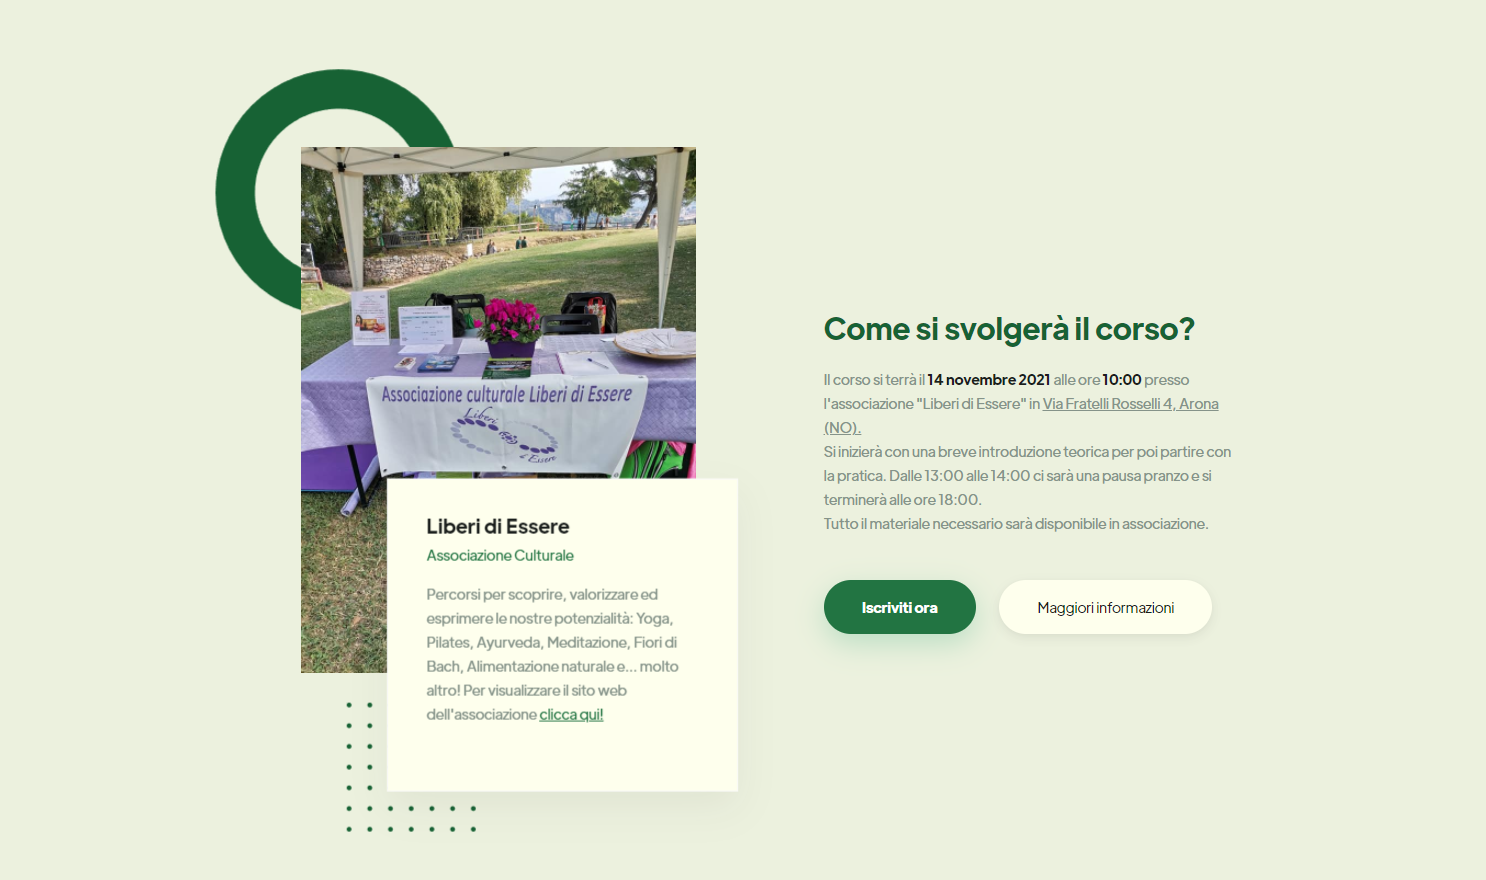 Associazione culturale Liberi di Essere
Liberi
di Essere
Liberi di Essere
Associazione Culturale
Percorsi per scoprire, valorizzare ed
esprimere le nostre potenzialità: Yoga,
Pilates, Ayurveda, Meditazione, Fiori di
Bach, Alimentazione naturale e... molto
altro! Per visualizzare il sito web
dell'associazione clicca qui!
Come si svolgerà il corso?
Il corso si terrà il 14 novembre 2021 alle ore 10:00 presso
l'associazione "Liberi di Essere" in Via Fratelli Rosselli 4, Arona
(NO).
Si inizierà con una breve introduzione teorica per poi partire con
la pratica. Dalle 13:00 alle 14:00 ci sarà una pausa pranzo e si
terminerà alle ore 18:00.
Tutto il materiale necessario sarà disponibile in associazione.
Iscriviti ora
Maggiori informazioni